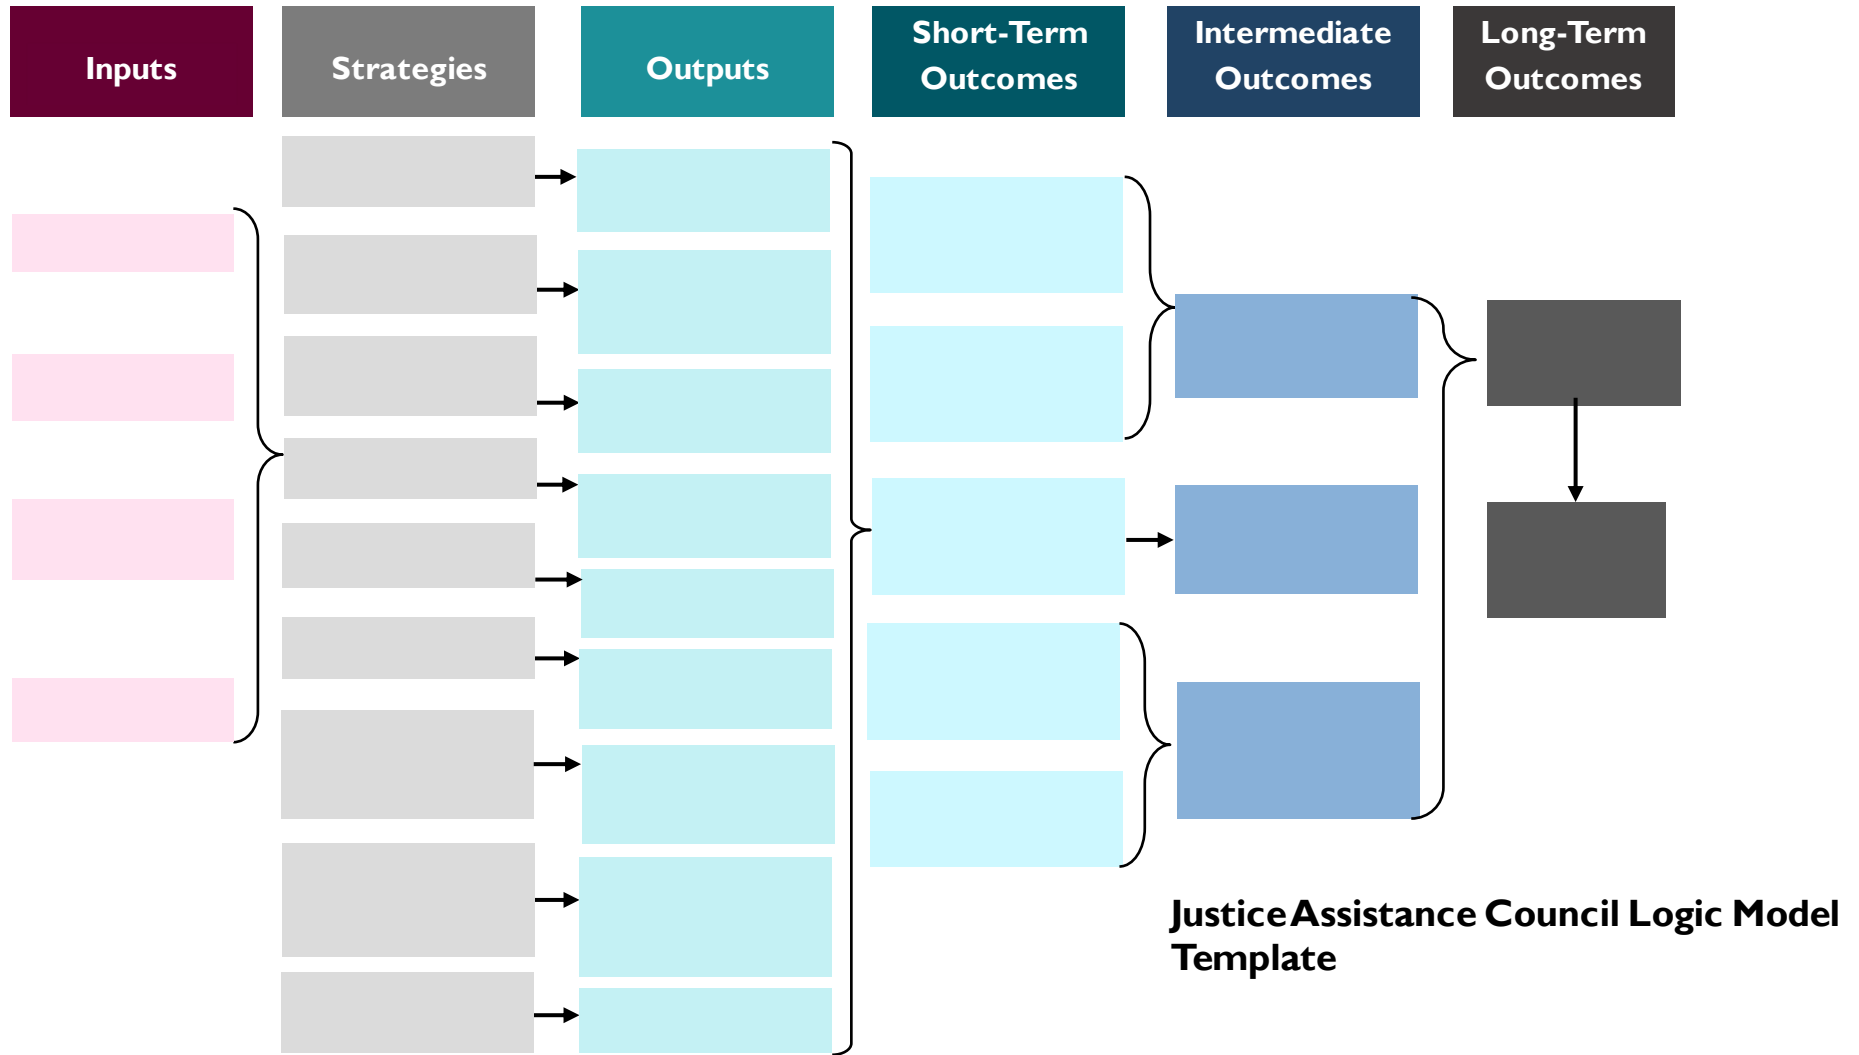 Inputs
Strategies
Outputs
Short-Term
Outcomes
Intermediate
Outcomes
Long-Term
Outcomes
Justice Assistance Council Logic Model
Template